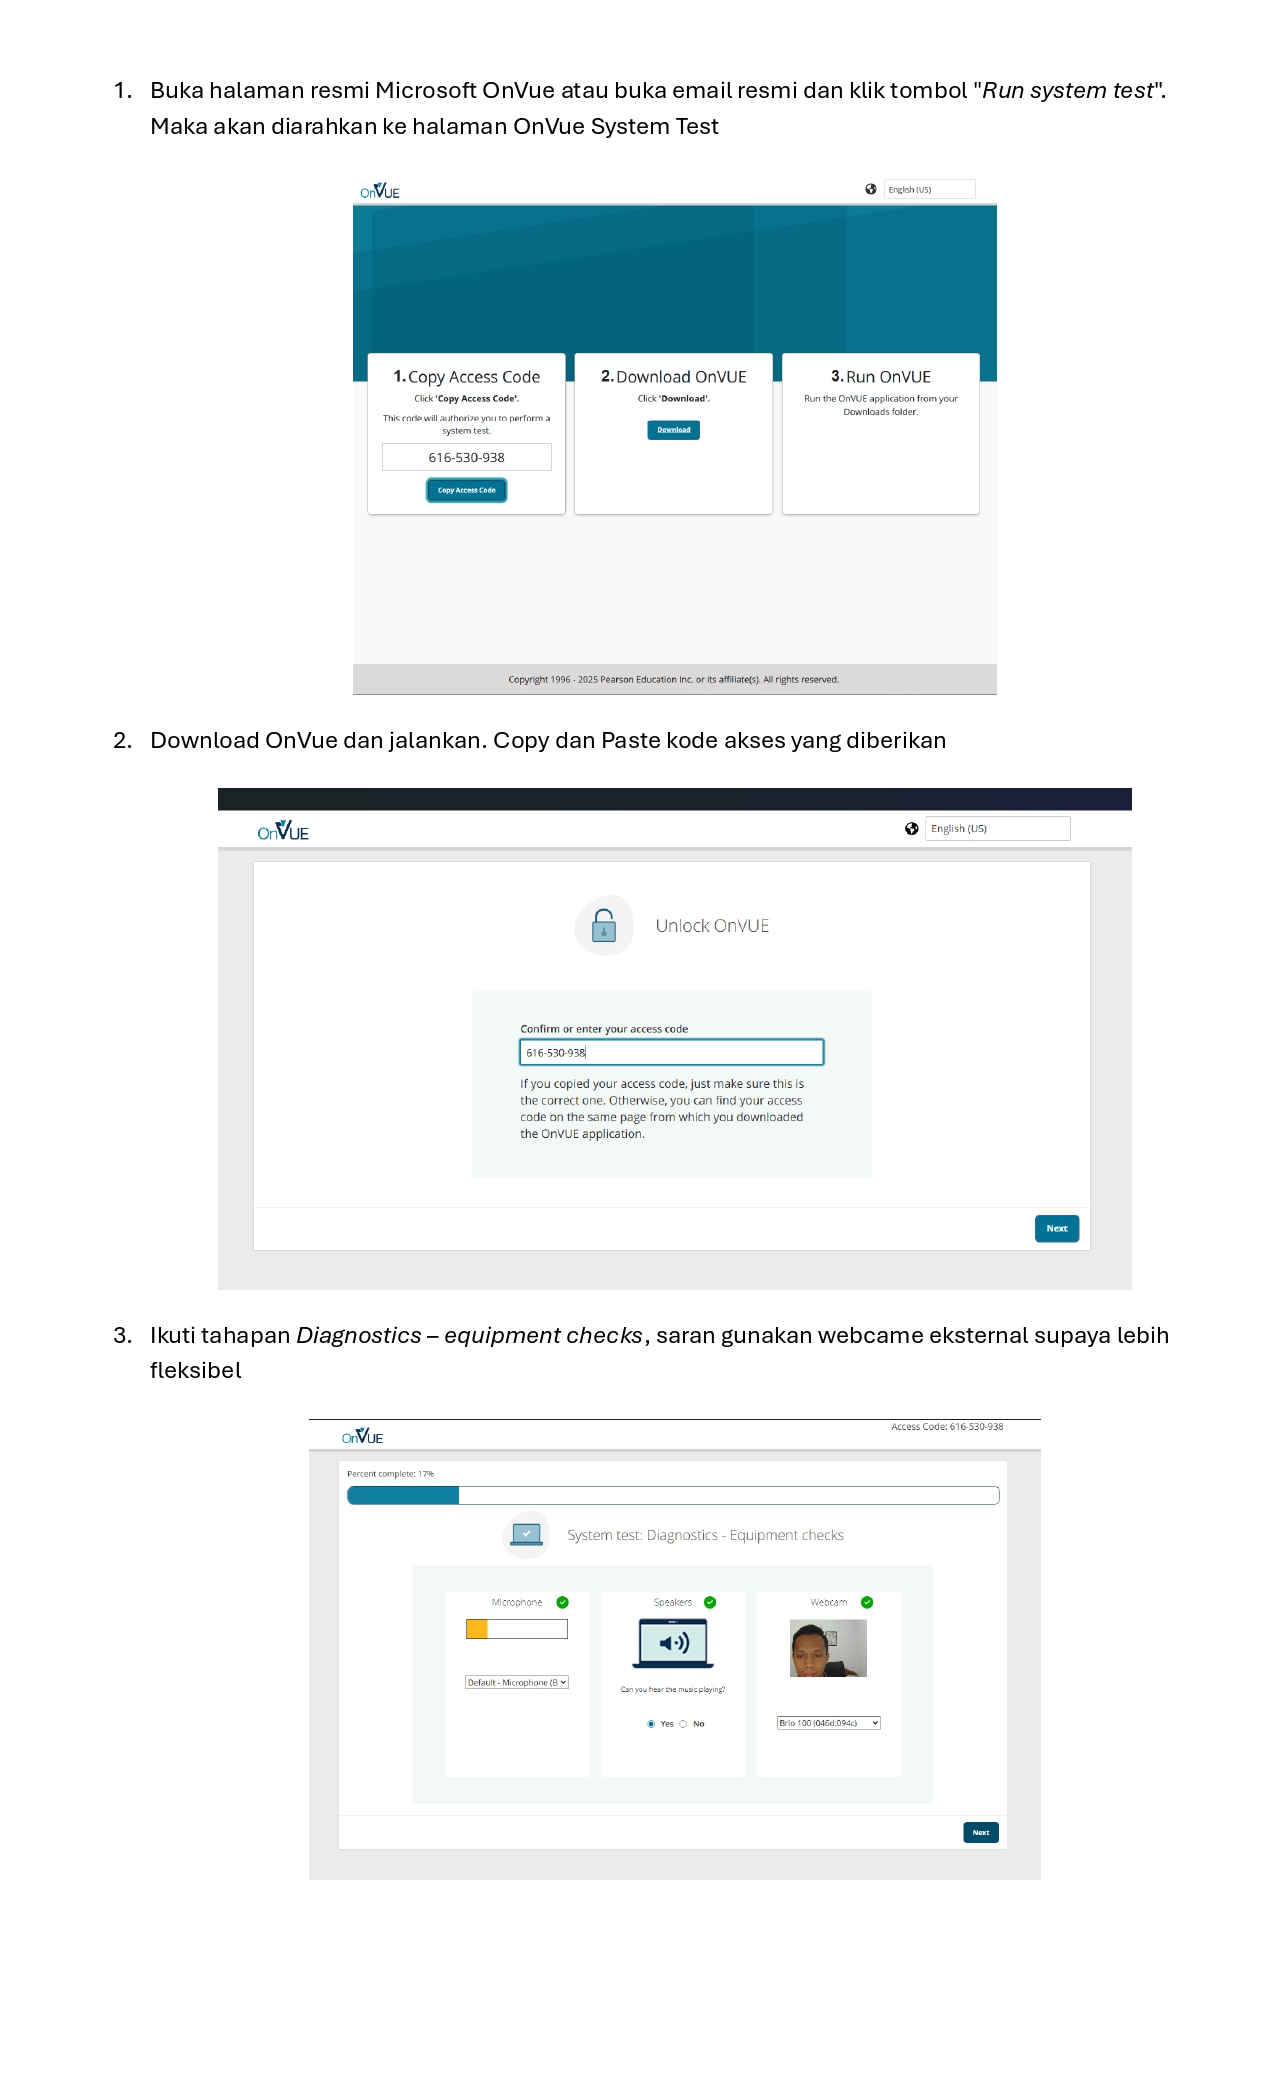 1. Buka halaman resmi Microsoft OnVue atau buka email resmi dan klik tombol "Run system test".
Maka akan diarahkan ke halaman OnVue System Test
OnVUE
English (US)
1. Copy Access Code
Click 'Copy Access Code'.
This code will authorize you to perform a
system test.
616-530-938
Copy Access Code
2. Download OnVUE
Click 'Download'.
Download
3. Run OnVUE
Run the OnVUE application from your
Downloads folder.
Copyright 1996 - 2025 Pearson Education Inc. or its affiliate(s). All rights reserved.
2. Download OnVue dan jalankan. Copy dan Paste kode akses yang diberikan
OnVUE
English (US)
Unlock OnVUE
Confirm or enter your access code
616-530-938
If you copied your access code, just make sure this is
the correct one. Otherwise, you can find your access
code on the same page from which you downloaded
the OnVUE application.
Next
3. Ikuti tahapan Diagnostics – equipment checks, saran gunakan webcame eksternal supaya lebih
fleksibel
Access Code: 616-530-938
OnVUE
Percent complete: 17%
System test: Diagnostics - Equipment checks
Microphone
Default - Microphone (B
Speakers
Can you hear the music playing?
Yes No
Webcam
Brio 100 (046d:094c)
Next